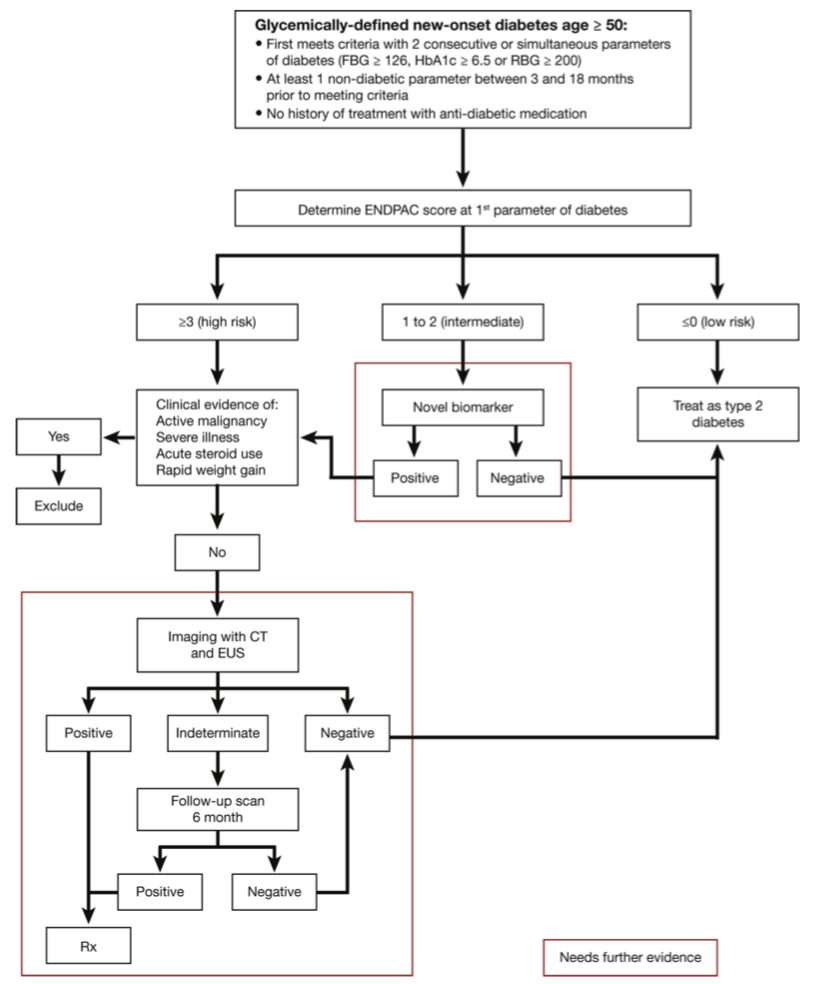 Glycemically-defined new-onset diabetes age ≥ 50:
• First meets criteria with 2 consecutive or simultaneous parameters
of diabetes (FBG ≥ 126, HbA1c ≥ 6.5 or RBG ≥ 200)
• At least 1 non-diabetic parameter between 3 and 18 months
prior to meeting criteria
• No history of treatment with anti-diabetic medication
Determine ENDPAC score at 1st parameter of diabetes
≥3 (high risk)
1 to 2 (intermediate)
≤0 (low risk)
Clinical evidence of:
Active malignancy
Severe illness
Acute steroid use
Rapid weight gain
Novel biomarker
Treat as type 2
diabetes
Yes
Positive
Negative
Exclude
No
Imaging with CT
and EUS
Positive
Indeterminate
Negative
Follow-up scan
6 month
Positive
Negative
Rx
Needs further evidence